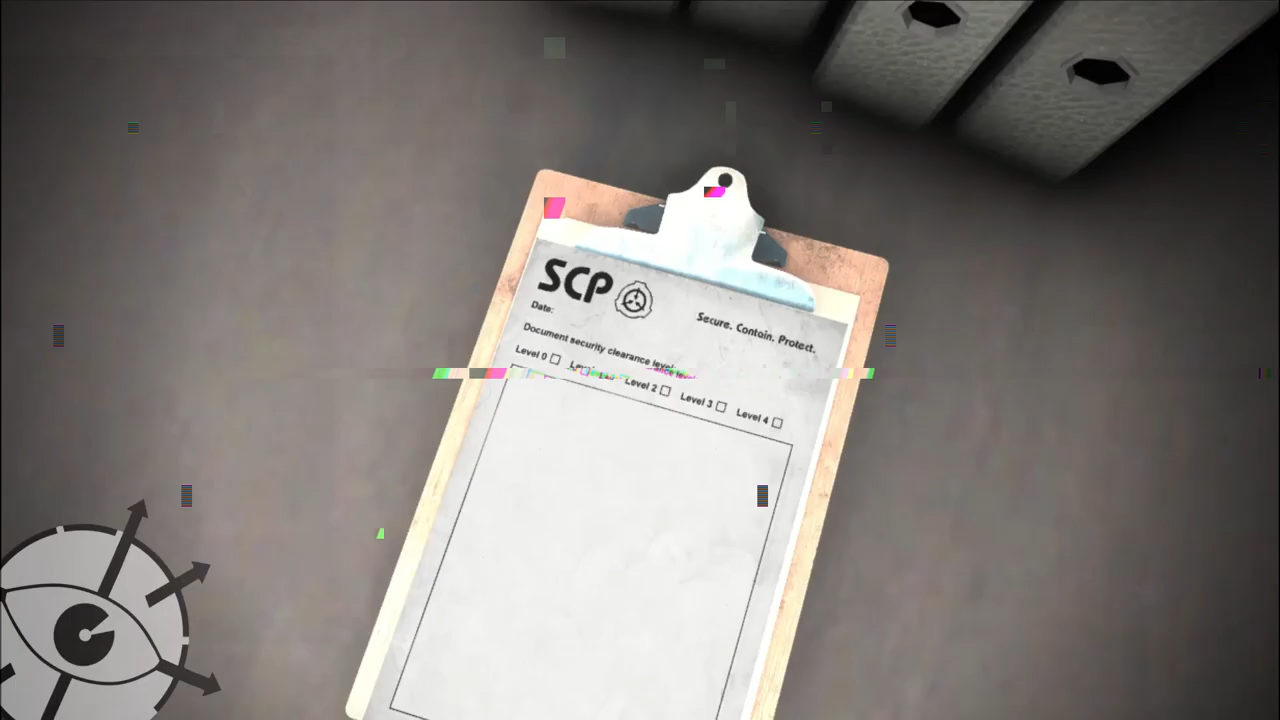 SCP
Secure. Contain. Protect.
Date:
Document security clearance level:
Level 0 Level 2 Level 3 Level 4